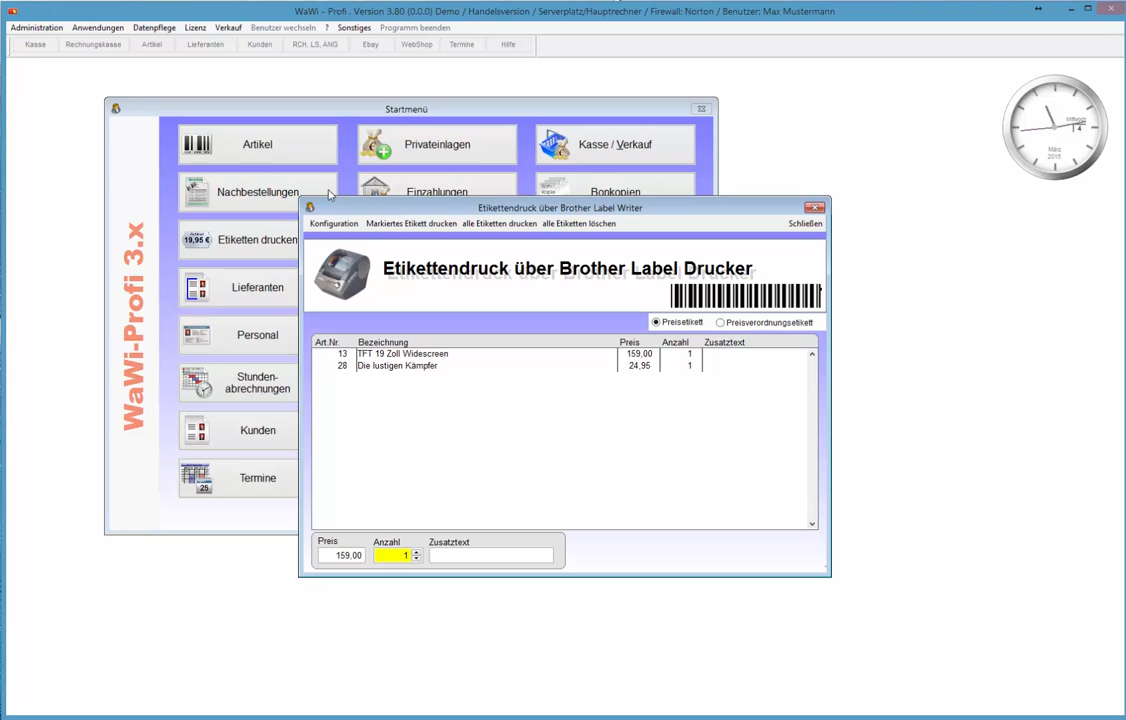 WaWi - Profi . Version 3.80 (0.0.0) Demo / Handelsversion / Serverplatz/Hauptrechner / Firewall: Norton / Benutzer: Max Mustermann
Administration Anwendungen Datenpflege Lizenz Verkauf Benutzer wechseln ? Sonstiges Programm beenden
Kasse Rechnungskasse Artikel Lieferanten Kunden RCH, LS, ANG Ebay WebShop Termine Hilfe
Startmenü
Artikel Privateinlagen Kasse / Verkauf
Nachbestellungen Einzahlungen Bonkopien
Etiketten drucken
19,95 €
Lieferanten
Personal
Stunden-
abrechnungen
Kunden
Termine
25
WaWi-Profi 3.x
Mittwoch
14
März
2015
Etikettendruck über Brother Label Writer
Konfiguration Markiertes Etikett drucken alle Etiketten drucken alle Etiketten löschen Schließen
Etikettendruck über Brother Label Drucker
Preisetikett Preisverordnungsetikett
Art.Nr. Bezeichnung Preis Anzahl Zusatztext
13 TFT 19 Zoll Widescreen 159,00 1
28 Die lustigen Kämpfer 24,95 1
Preis Anzahl Zusatztext
159,00 1